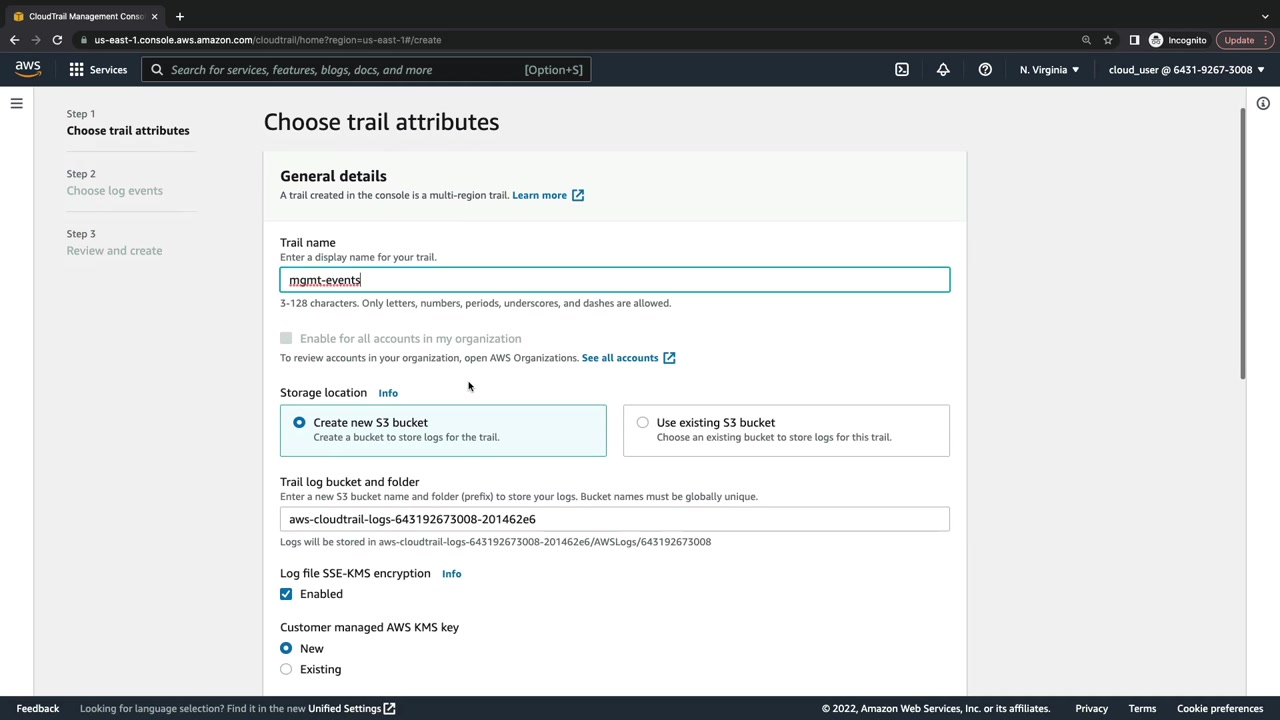 CloudTrail Management Conso
us-east-1.console.aws.amazon.com/cloudtrail/home?region=us-east-1#/create
Incognito
Update
aws
Services
Search for services, features, blogs, docs, and more
[Option+S]
N. Virginia
cloud_user @ 6431-9267-3008
Step 1
Choose trail attributes
Step 2
Choose log events
Step 3
Review and create
Choose trail attributes
General details
A trail created in the console is a multi-region trail. Learn more
Trail name
Enter a display name for your trail.
mgmt-events
3-128 characters. Only letters, numbers, periods, underscores, and dashes are allowed.
Enable for all accounts in my organization
To review accounts in your organization, open AWS Organizations. See all accounts
Storage location Info
Create new S3 bucket
Create a bucket to store logs for the trail.
Use existing S3 bucket
Choose an existing bucket to store logs for this trail.
Trail log bucket and folder
Enter a new S3 bucket name and folder (prefix) to store your logs. Bucket names must be globally unique.
aws-cloudtrail-logs-643192673008-201462e6
Logs will be stored in aws-cloudtrail-logs-643192673008-201462e6/AWSLogs/643192673008
Log file SSE-KMS encryption Info
Enabled
Customer managed AWS KMS key
New
Existing
Feedback
Looking for language selection? Find it in the new Unified Settings
© 2022, Amazon Web Services, Inc. or its affiliates.
Privacy
Terms
Cookie preferences